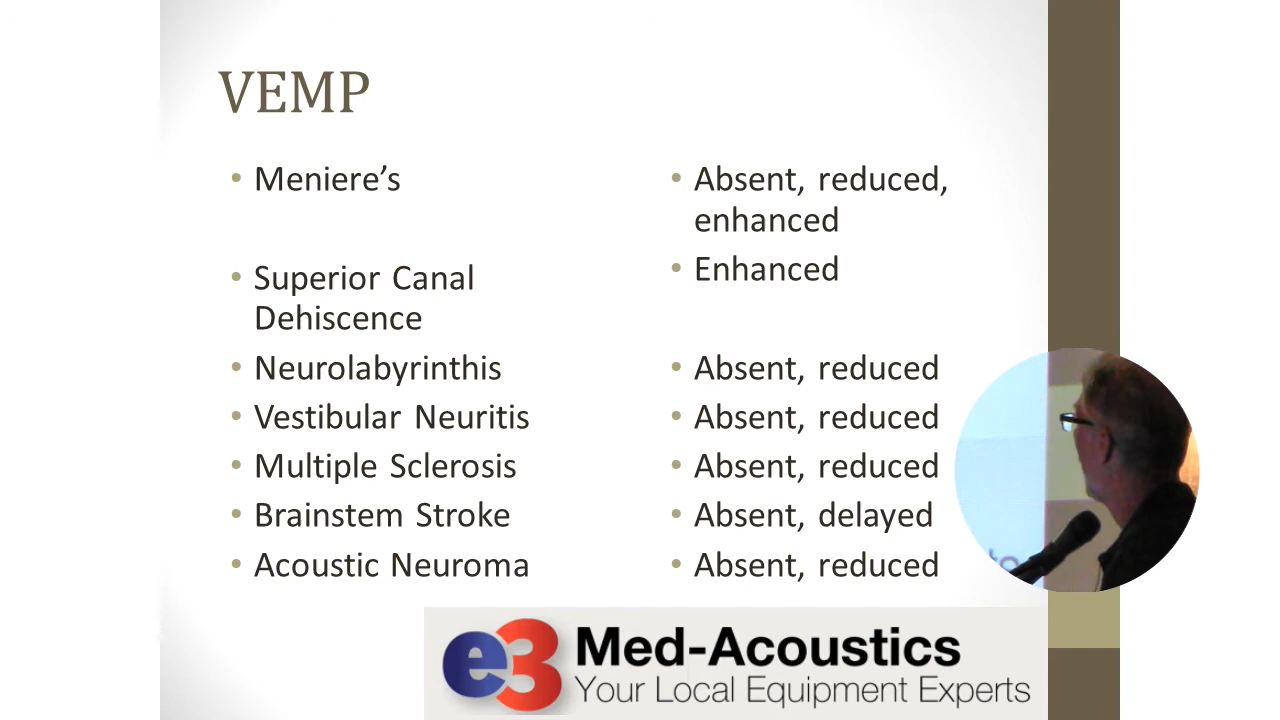 VEMP
• Meniere’s
• Superior Canal
Dehiscence
• Neurolabyrinthis
• Vestibular Neuritis
• Multiple Sclerosis
• Brainstem Stroke
• Acoustic Neuroma
• Absent, reduced,
enhanced
• Enhanced
• Absent, reduced
• Absent, reduced
• Absent, reduced
• Absent, delayed
• Absent, reduced
e3 Med-Acoustics
Your Local Equipment Experts